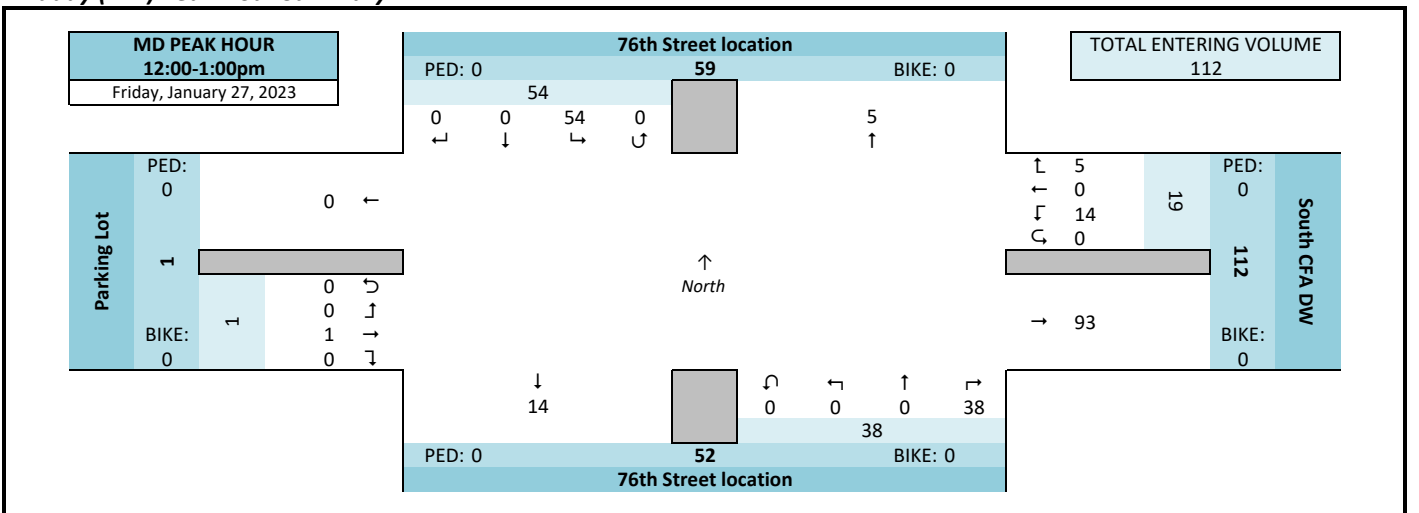 MD PEAK HOUR
12:00-1:00pm
Friday, January 27, 2023
76th Street location
PED: 0 59 BIKE: 0
54
0 0 54 0
↵ ↓ ↳ ↺
5
↑
TOTAL ENTERING VOLUME
112
Parking Lot
PED:
0
1
BIKE:
0
1
0 ←
0 ⮌
0 ⮥
1 →
0 ↴
↑
North
↱ 5
← 0
↲ 14
⮎ 0
19
→ 93
PED:
0
112
BIKE:
0
South CFA DW
↓
14
↶ ↰ ↑ ↱
0 0 0 38
38
PED: 0 52 BIKE: 0
76th Street location